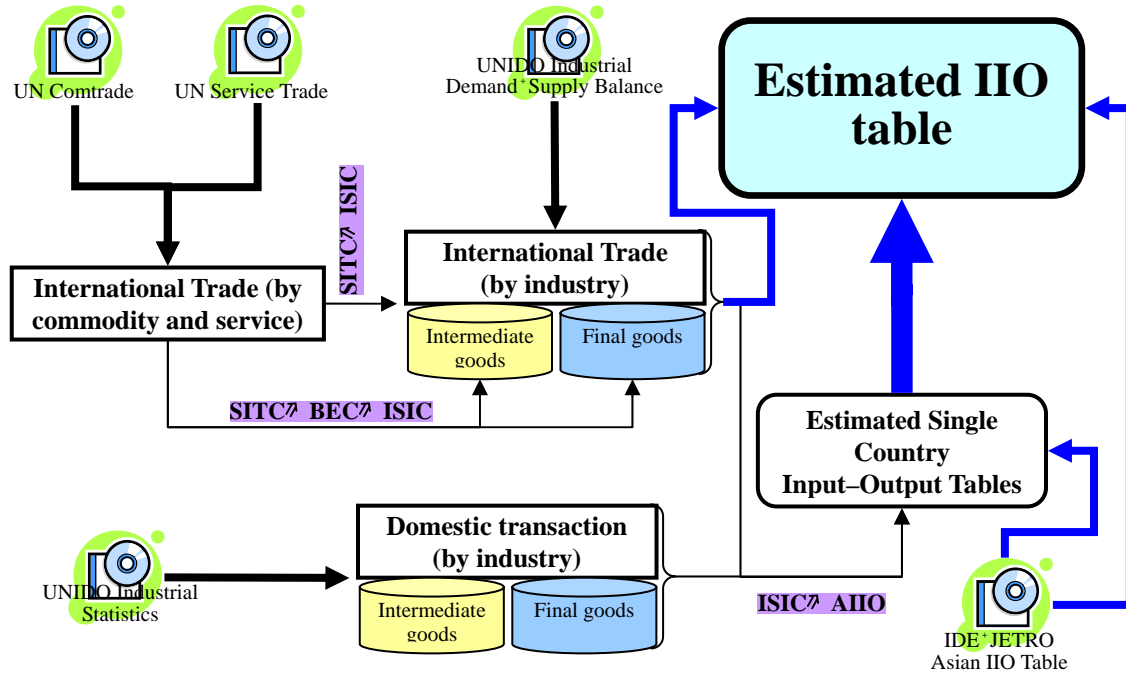 UN Comtrade
UN Service Trade
UNIDO Industrial
Demand+Supply Balance
Estimated IIO
table
SITC⇗ ISIC
International Trade (by
commodity and service)
International Trade
(by industry)
Intermediate
goods
Final goods
SITC⇗ BEC⇗ ISIC
Estimated Single
Country
Input–Output Tables
Domestic transaction
(by industry)
Intermediate
goods
Final goods
UNIDO Industrial
Statistics
ISIC⇗ AIIO
IDE+JETRO
Asian IIO Table